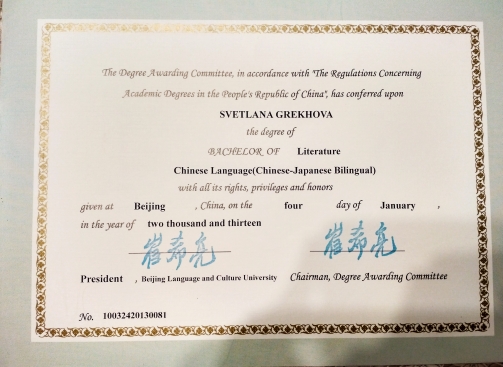 The Degree Awarding Committee, in accordance with "The Regulations Concerning
Academic Degrees in the People's Republic of China", has conferred upon
SVETLANA GREKHOVA
the degree of
BACHELOR OF Literature
Chinese Language(Chinese-Japanese Bilingual)
with all its rights, privileges and honors
given at Beijing , China, on the four day of January ,
in the year of two thousand and thirteen
崔希亮 崔希亮
President , Beijing Language and Culture University Chairman, Degree Awarding Committee
No. 10032420130081